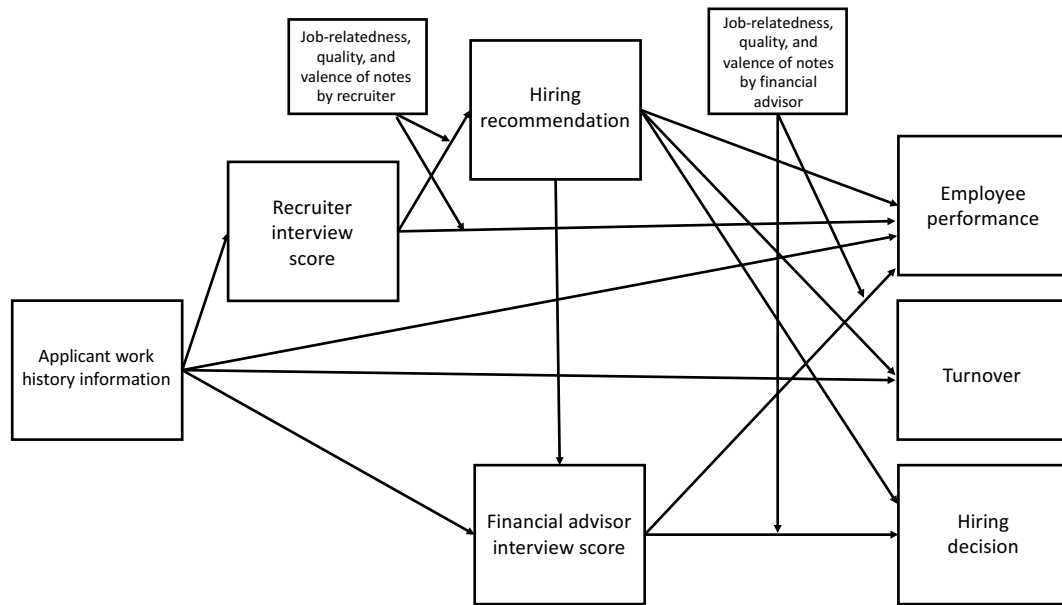 Job-relatedness,
quality, and
valence of notes
by recruiter
Hiring
recommendation
Job-relatedness,
quality, and
valence of notes
by financial
advisor
Employee
performance
Recruiter
interview
score
Applicant work
history information
Turnover
Financial advisor
interview score
Hiring
decision